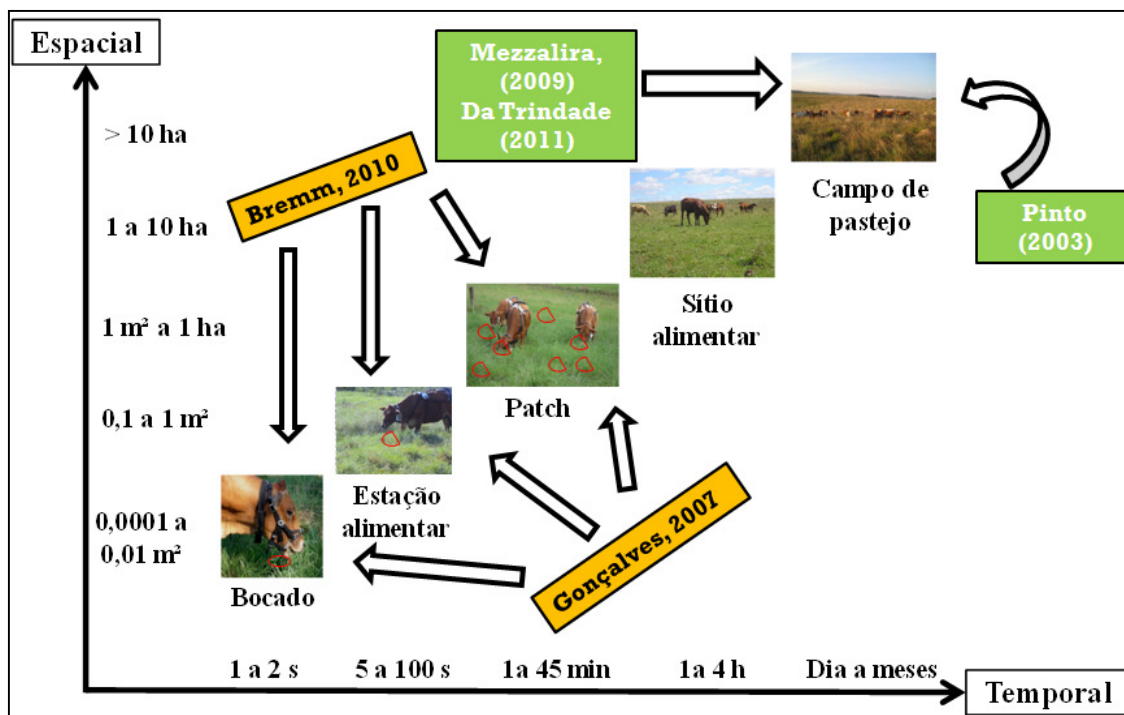 Espacial
Mezzalira,
(2009)
Da Trindade
(2011)
> 10 ha
Bremm, 2010
Campo de
pastejo
Pinto
(2003)
1 a 10 ha
Sítio
alimentar
1 m² a 1 ha
Patch
0,1 a 1 m²
Estação
alimentar
0,0001 a
0,01 m²
Gonçalves, 2007
Bocado
1 a 2 s
5 a 100 s
1a 45 min
1a 4 h
Dia a meses
Temporal